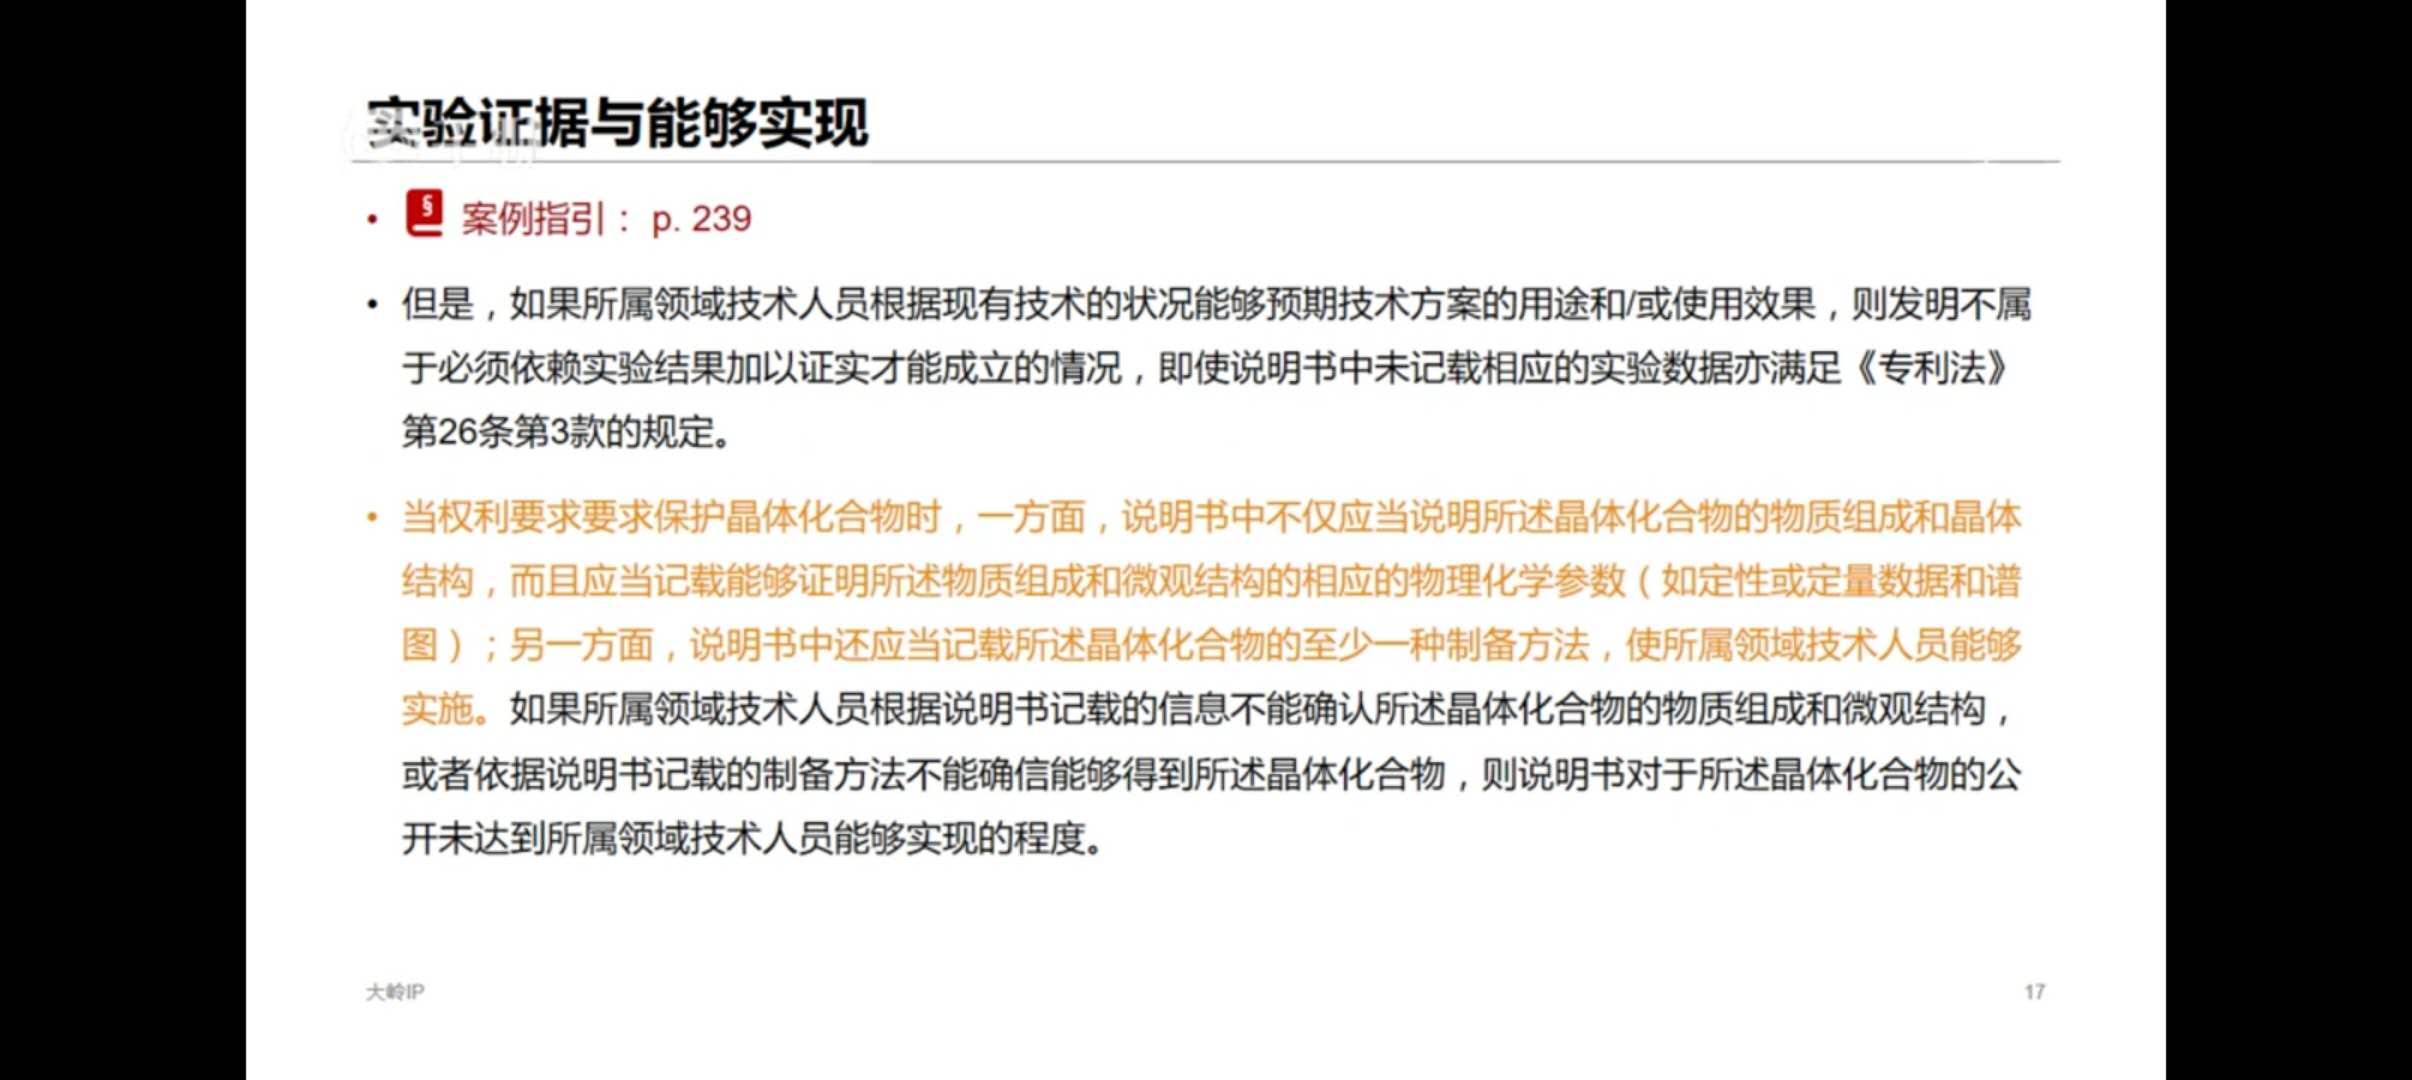 实验证据与能够实现
• § 案例指引： p. 239
• 但是，如果所属领域技术人员根据现有技术的状况能够预期技术方案的用途和/或使用效果，则发明不属
于必须依赖实验结果加以证实才能成立的情况，即使说明书中未记载相应的实验数据亦满足《专利法》
第26条第3款的规定。
• 当权利要求要求保护晶体化合物时，一方面，说明书中不仅应当说明所述晶体化合物的物质组成和晶体
结构，而且应当记载能够证明所述物质组成和微观结构的相应的物理化学参数（如定性或定量数据和谱
图）；另一方面，说明书中还应当记载所述晶体化合物的至少一种制备方法，使所属领域技术人员能够
实施。如果所属领域技术人员根据说明书记载的信息不能确认所述晶体化合物的物质组成和微观结构，
或者依据说明书记载的制备方法不能确信能够得到所述晶体化合物，则说明书对于所述晶体化合物的公
开未达到所属领域技术人员能够实现的程度。
大岭IP
17